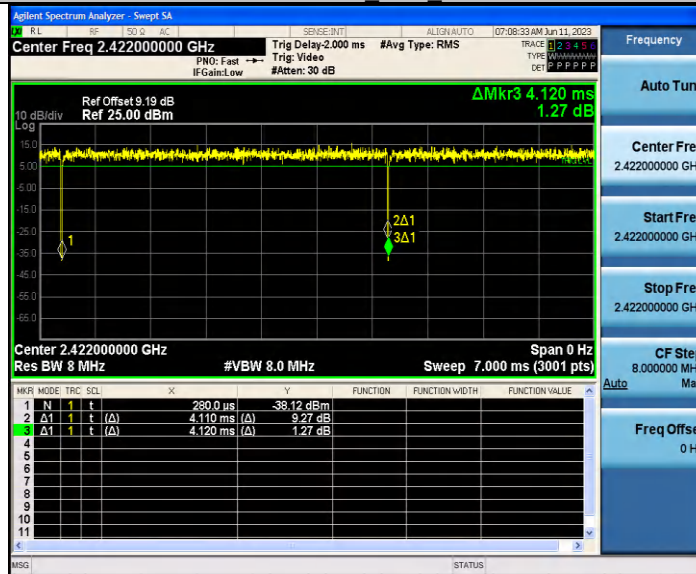 Agilent Spectrum Analyzer - Swept SA
RL RF 50 Ω AC SENSE:INT ALIGN AUTO 07:08:33 AM Jun 11, 2023
Center Freq 2.422000000 GHz
PNO: Fast
IFGain:Low
Trig Delay-2.000 ms
Trig: Video
#Atten: 30 dB
#Avg Type: RMS
TRACE 1 2 3 4 5 6
TYPE
DET P P P P P P
ΔMkr3 4.120 ms
1.27 dB
Ref Offset 9.19 dB
10 dB/div Ref 25.00 dBm
Log
15.0
5.00
-5.00
-15.0
-25.0
-35.0
-45.0
-55.0
-65.0
1
2Δ1
3Δ1
Center 2.422000000 GHz Span 0 Hz
Res BW 8 MHz #VBW 8.0 MHz Sweep 7.000 ms (3001 pts)
MKR MODE TRC SCL X Y FUNCTION FUNCTION WIDTH FUNCTION VALUE
1 N 1 t 280.0 us -38.12 dBm
2 Δ1 1 t (Δ) 4.110 ms (Δ) 9.27 dB
3 Δ1 1 t (Δ) 4.120 ms (Δ) 1.27 dB
4
5
6
7
8
9
10
11
MSG STATUS
Frequency
Auto Tun
Center Fre
2.422000000 GH
Start Fre
2.422000000 GH
Stop Fre
2.422000000 GH
CF Ste
8.000000 MH
Auto Ma
Freq Offse
0 H